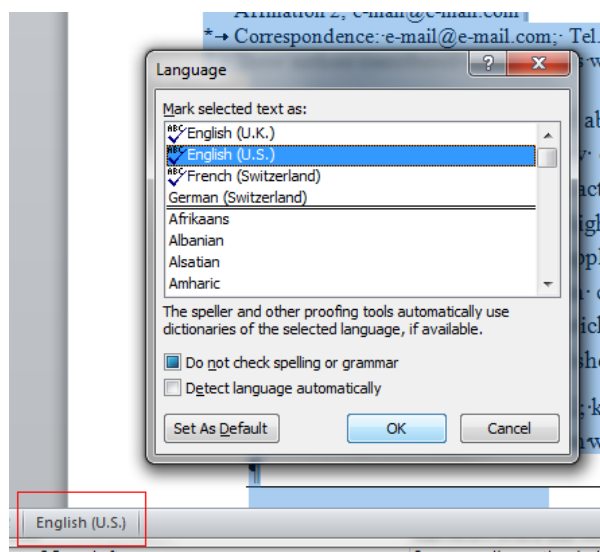 Affiliation 2; e-mail@e-mail.com
*→ Correspondence:·e-mail@e-mail.com;· Tel.
Language
Mark selected text as:
English (U.K.)
English (U.S.)
French (Switzerland)
German (Switzerland)
Afrikaans
Albanian
Alsatian
Amharic
The speller and other proofing tools automatically use
dictionaries of the selected language, if available.
Do not check spelling or grammar
Detect language automatically
Set As Default OK Cancel
¶
English (U.S.)